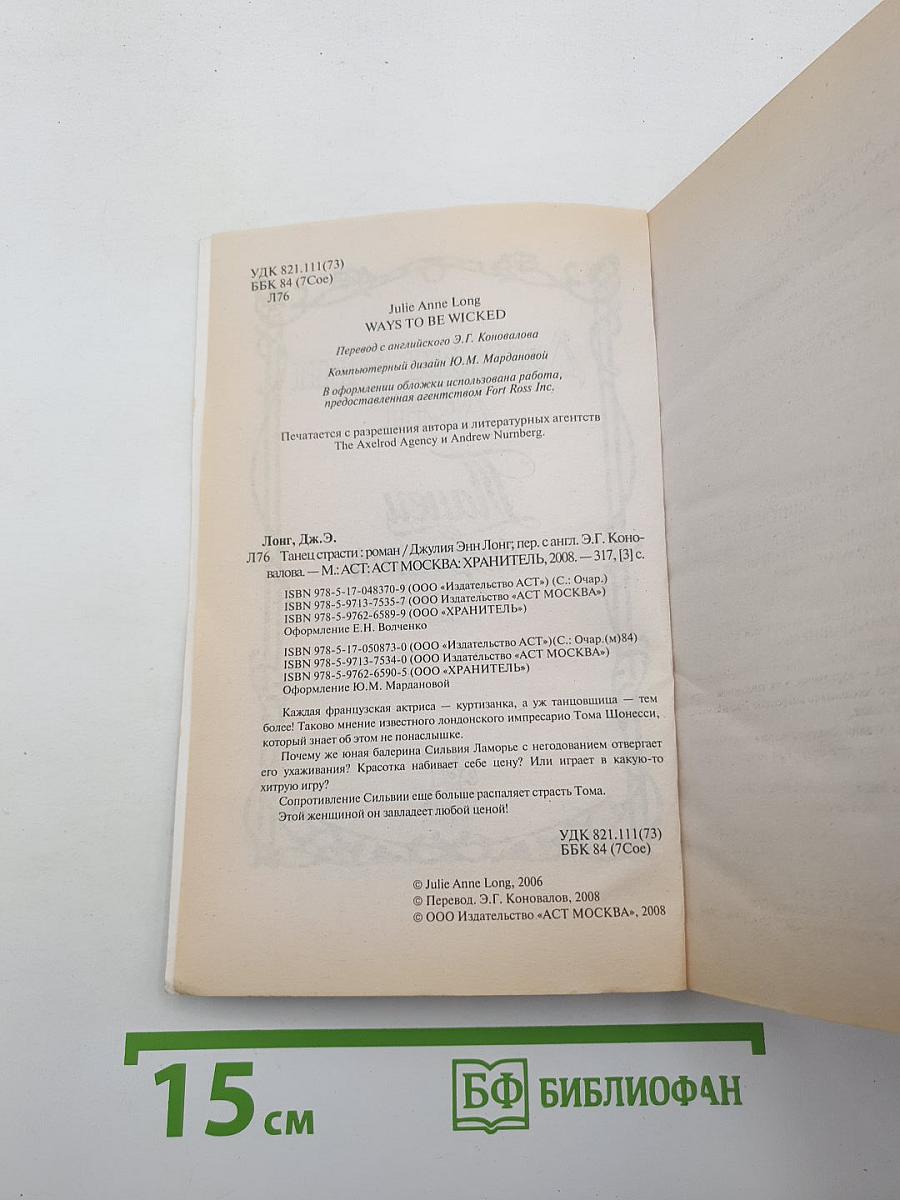 УДК 821.111(73)
ББК 84 (7Сое)
Л76
Julie Anne Long
WAYS TO BE WICKED
Перевод с английского Э.Г. Коновалова
Компьютерный дизайн Ю.М. Мардановой
В оформлении обложки использована работа,
предоставленная агентством Fort Ross Inc.
Печатается с разрешения автора и литературных агентств
The Axelrod Agency и Andrew Nurnberg.
Лонг, Дж.Э.
Л76 Танец страсти : роман / Джулия Энн Лонг; пер. с англ. Э.Г. Коно-
валова. — М.: АСТ: АСТ МОСКВА: ХРАНИТЕЛЬ, 2008. — 317, [3] с.
ISBN 978-5-17-048370-9 (ООО «Издательство АСТ») (С.: Очар.)
ISBN 978-5-9713-7535-7 (ООО Издательство «АСТ МОСКВА»)
ISBN 978-5-9762-6589-9 (ООО «ХРАНИТЕЛЬ»)
Оформление Е.Н. Волченко
ISBN 978-5-17-050873-0 (ООО «Издательство АСТ»)(С.: Очар.(м)84)
ISBN 978-5-9713-7534-0 (ООО Издательство «АСТ МОСКВА»)
ISBN 978-5-9762-6590-5 (ООО «ХРАНИТЕЛЬ»)
Оформление Ю.М. Мардановой
Каждая французская актриса — куртизанка, а уж танцовщица — тем
более! Таково мнение известного лондонского импресарио Тома Шонесси,
который знает об этом не понаслышке.
Почему же юная балерина Сильвия Ламорье с негодованием отвергает
его ухаживания? Красотка набивает себе цену? Или играет в какую-то
хитрую игру?
Сопротивление Сильвии еще больше распаляет страсть Тома.
Этой женщиной он завладеет любой ценой!
УДК 821.111(73)
ББК 84 (7Сое)
© Julie Anne Long, 2006
© Перевод. Э.Г. Коновалов, 2008
© ООО Издательство «АСТ МОСКВА», 2008
15 см
БФ БИБЛИОФАН